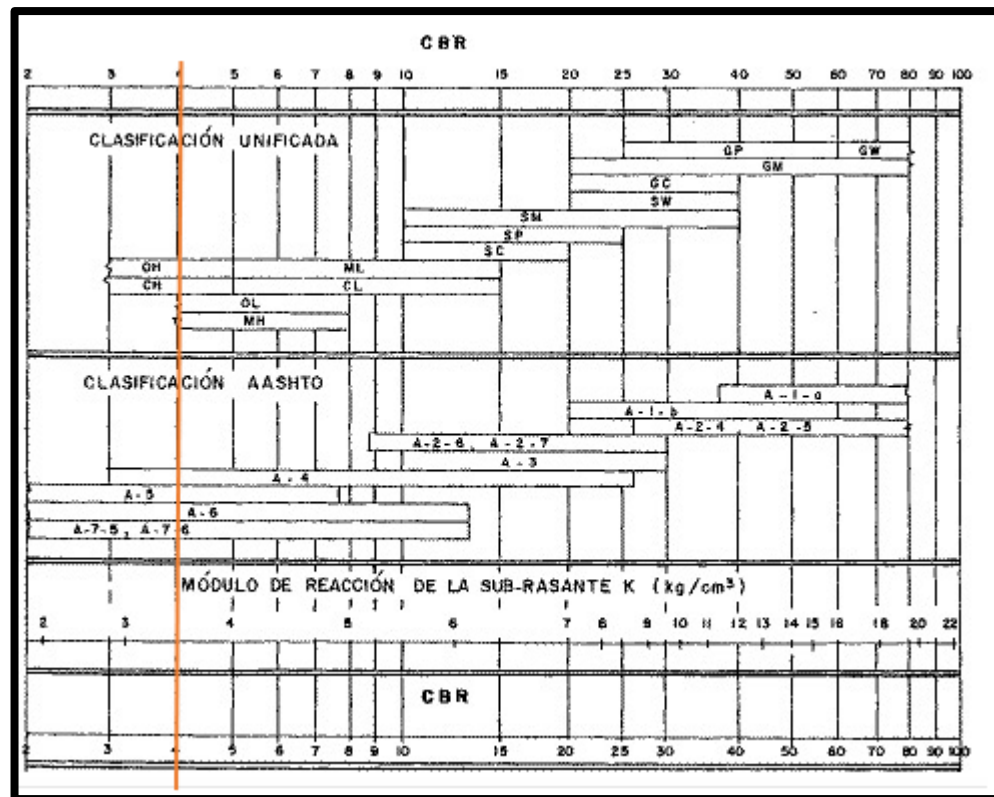 CBR
2 3 4 5 6 7 8 9 10 15 20 25 30 40 50 60 70 80 90 100
CLASIFICACIÓN UNIFICADA
GP GW
GM
GC
SW
SM
SP
SC
OH ML
CH CL
OL
MH
CLASIFICACIÓN AASHTO
A-1-a
A-1-b
A-2-4 A-2-5
A-2-6, A-2-7
A-3
A-4
A-5
A-6
A-7-5, A-7-6
MÓDULO DE REACCIÓN DE LA SUB-RASANTE K (kg/cm³)
2 3 4 5 6 7 8 9 10 11 12 13 14 15 16 18 20 22
CBR
2 3 4 5 6 7 8 9 10 15 20 25 30 40 50 60 70 80 90 100